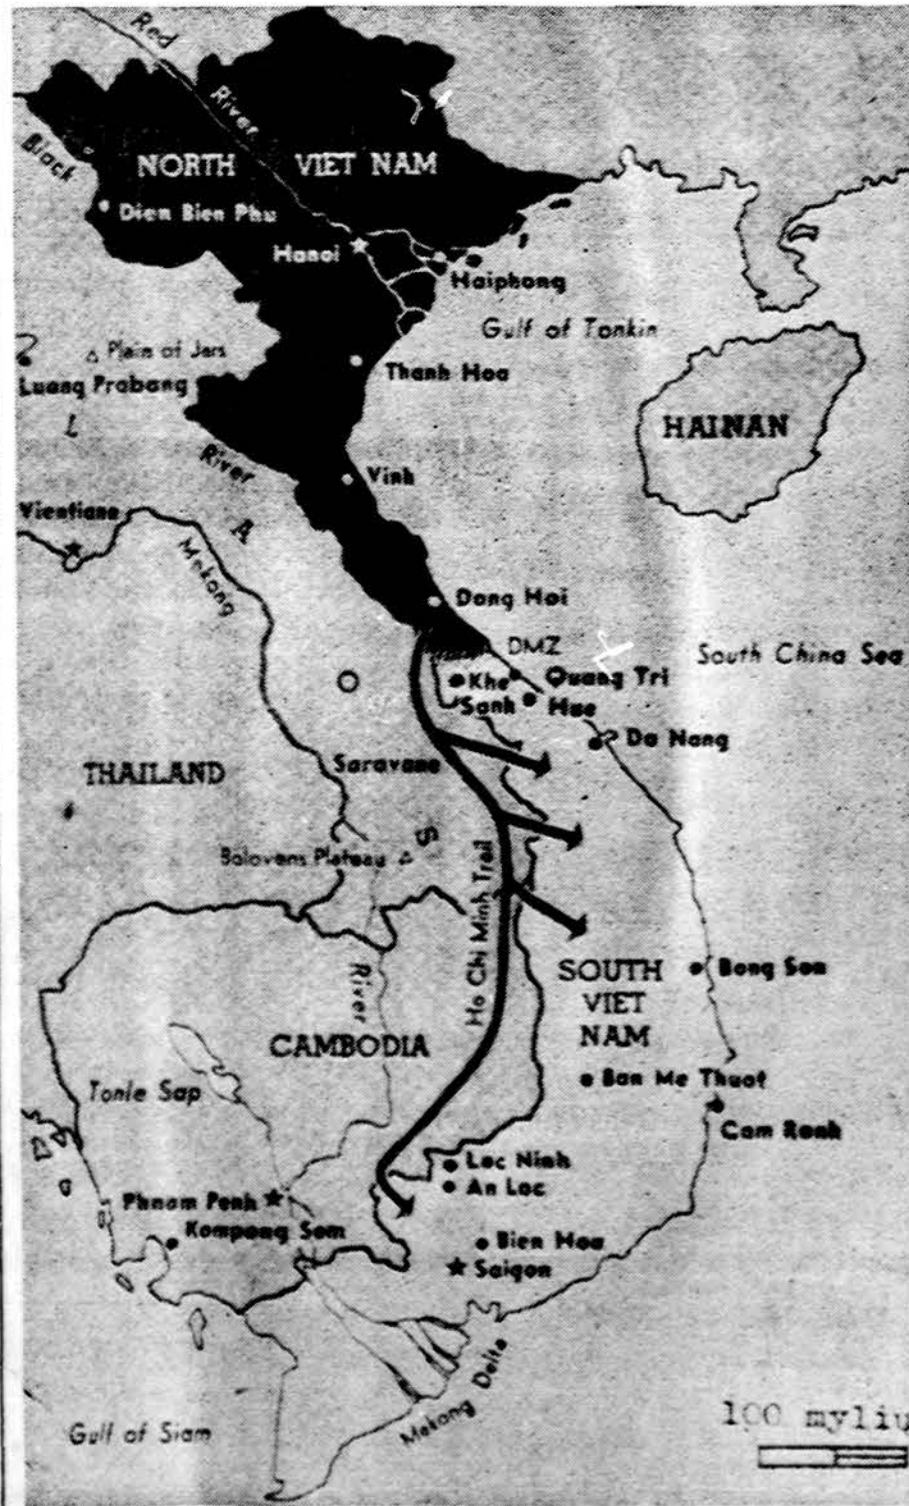 Red
River
Black
NORTH VIET NAM
Dien Bien Phu
Hanoi
Haiphong
Gulf of Tonkin
Plain of Jars
Luang Prabang
Thanh Hoa
HAINAN
L
River
Vinh
Vientiane
A
Mekong
Dong Hoi
DMZ
South China Sea
Khe
Sanh
Quang Tri
Hue
O
Da Nang
Saravane
THAILAND
S
Bolovens Plateau
Ho Chi Minh Trail
River
SOUTH
VIET
NAM
Bong Son
CAMBODIA
Ban Me Thuot
Tonle Sap
Cam Ranh
Loc Ninh
An Loc
Phnom Penh
Kompong Som
Bien Hoa
Saigon
Mekong Delta
Gulf of Siam
100 myliu